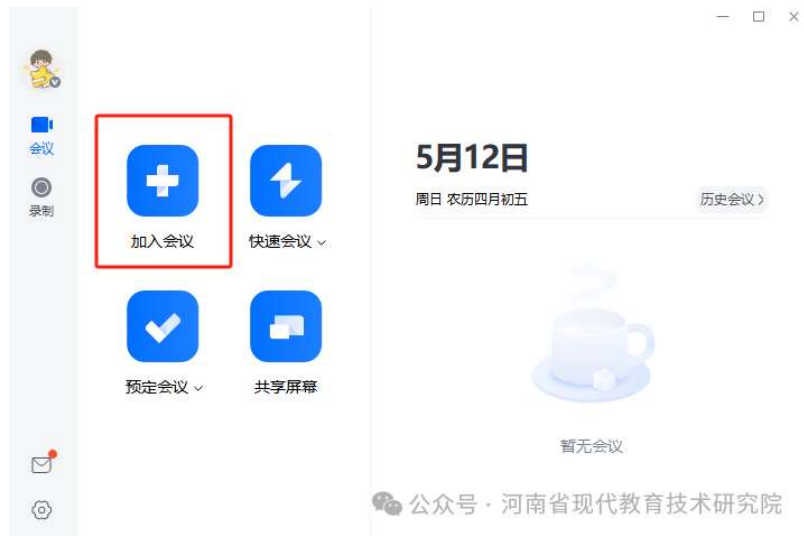 会议
录制
加入会议
快速会议
预定会议
共享屏幕
5月12日
周日 农历四月初五
历史会议
暂无会议
公众号·河南省现代教育技术研究院